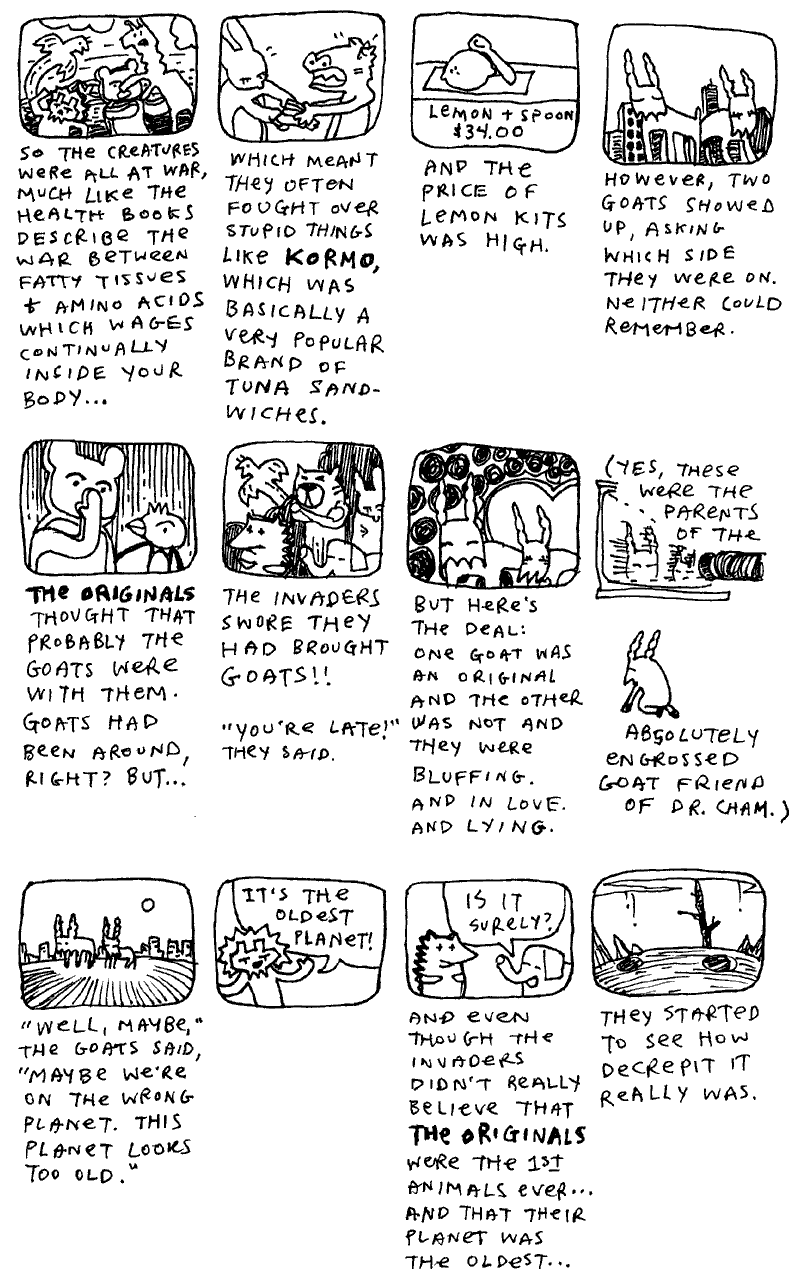 SO THE CREATURES
WERE ALL AT WAR,
MUCH LIKE THE
HEALTH BOOKS
DESCRIBE THE
WAR BETWEEN
FATTY TISSUES
+ AMINO ACIDS
WHICH WAGES
CONTINUALLY
INSIDE YOUR
BODY...
WHICH MEANT
THEY OFTEN
FOUGHT OVER
STUPID THINGS
LIKE KORMO,
WHICH WAS
BASICALLY A
VERY POPULAR
BRAND OF
TUNA SAND-
WICHES.
LEMON + SPOON
$34.00
AND THE
PRICE OF
LEMON KITS
WAS HIGH.
HOWEVER, TWO
GOATS SHOWED
UP, ASKING
WHICH SIDE
THEY WERE ON.
NEITHER COULD
REMEMBER.
THE ORIGINALS
THOUGHT THAT
PROBABLY THE
GOATS WERE
WITH THEM.
GOATS HAD
BEEN AROUND,
RIGHT? BUT...
THE INVADERS
SWORE THEY
HAD BROUGHT
GOATS!!
"YOU'RE LATE!"
THEY SAID.
BUT HERE'S
THE DEAL:
ONE GOAT WAS
AN ORIGINAL
AND THE OTHER
WAS NOT AND
THEY WERE
BLUFFING.
AND IN LOVE.
AND LYING.
(YES, THESE
WERE THE
PARENTS
OF THE
ABSOLUTELY
ENGROSSED
GOAT FRIEND
OF DR. CHAM.)
"WELL, MAYBE,"
THE GOATS SAID,
"MAYBE WE'RE
ON THE WRONG
PLANET. THIS
PLANET LOOKS
TOO OLD."
IT'S THE
OLDEST
PLANET!
IS IT
SURELY?
AND EVEN
THOUGH THE
INVADERS
DIDN'T REALLY
BELIEVE THAT
THE ORIGINALS
WERE THE 1ST
ANIMALS EVER...
AND THAT THEIR
PLANET WAS
THE OLDEST...
THEY STARTED
TO SEE HOW
DECREPIT IT
REALLY WAS.